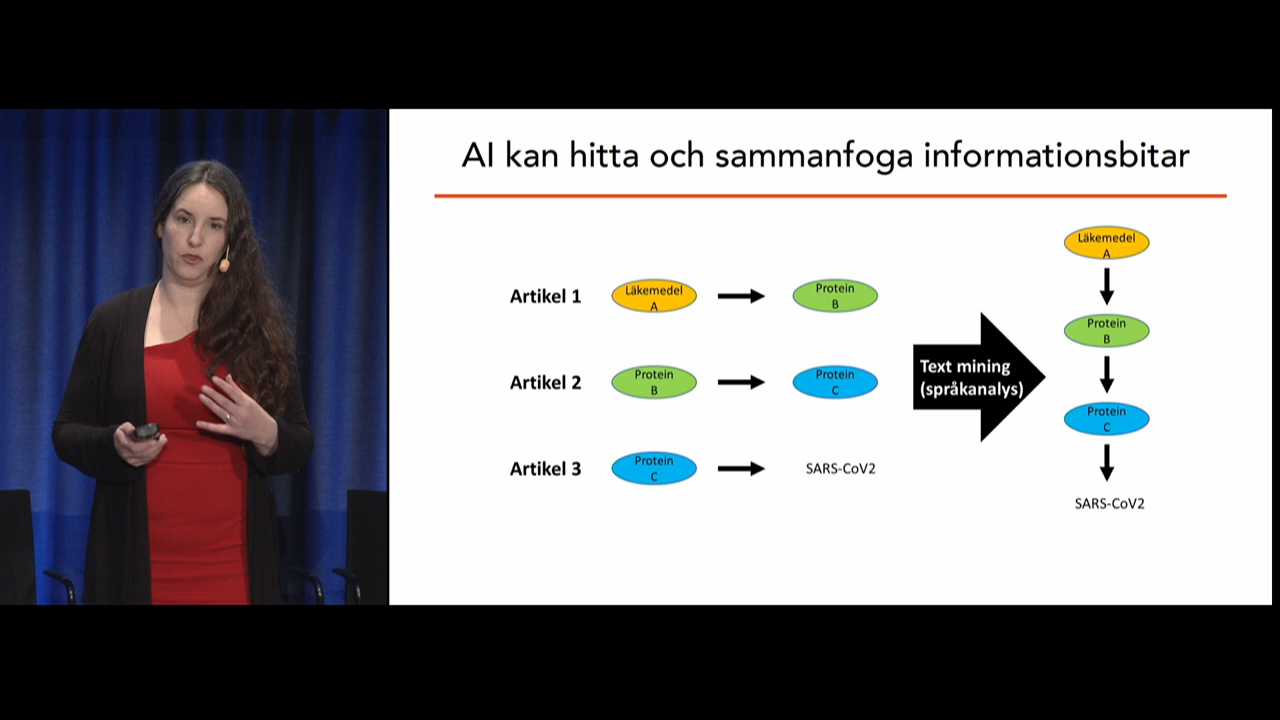 AI kan hitta och sammanfoga informationsbitar
Artikel 1
Läkemedel
A
Protein
B
Artikel 2
Protein
B
Protein
C
Artikel 3
Protein
C
SARS-CoV2
Text mining
(språkanalys)
Läkemedel
A
Protein
B
Protein
C
SARS-CoV2